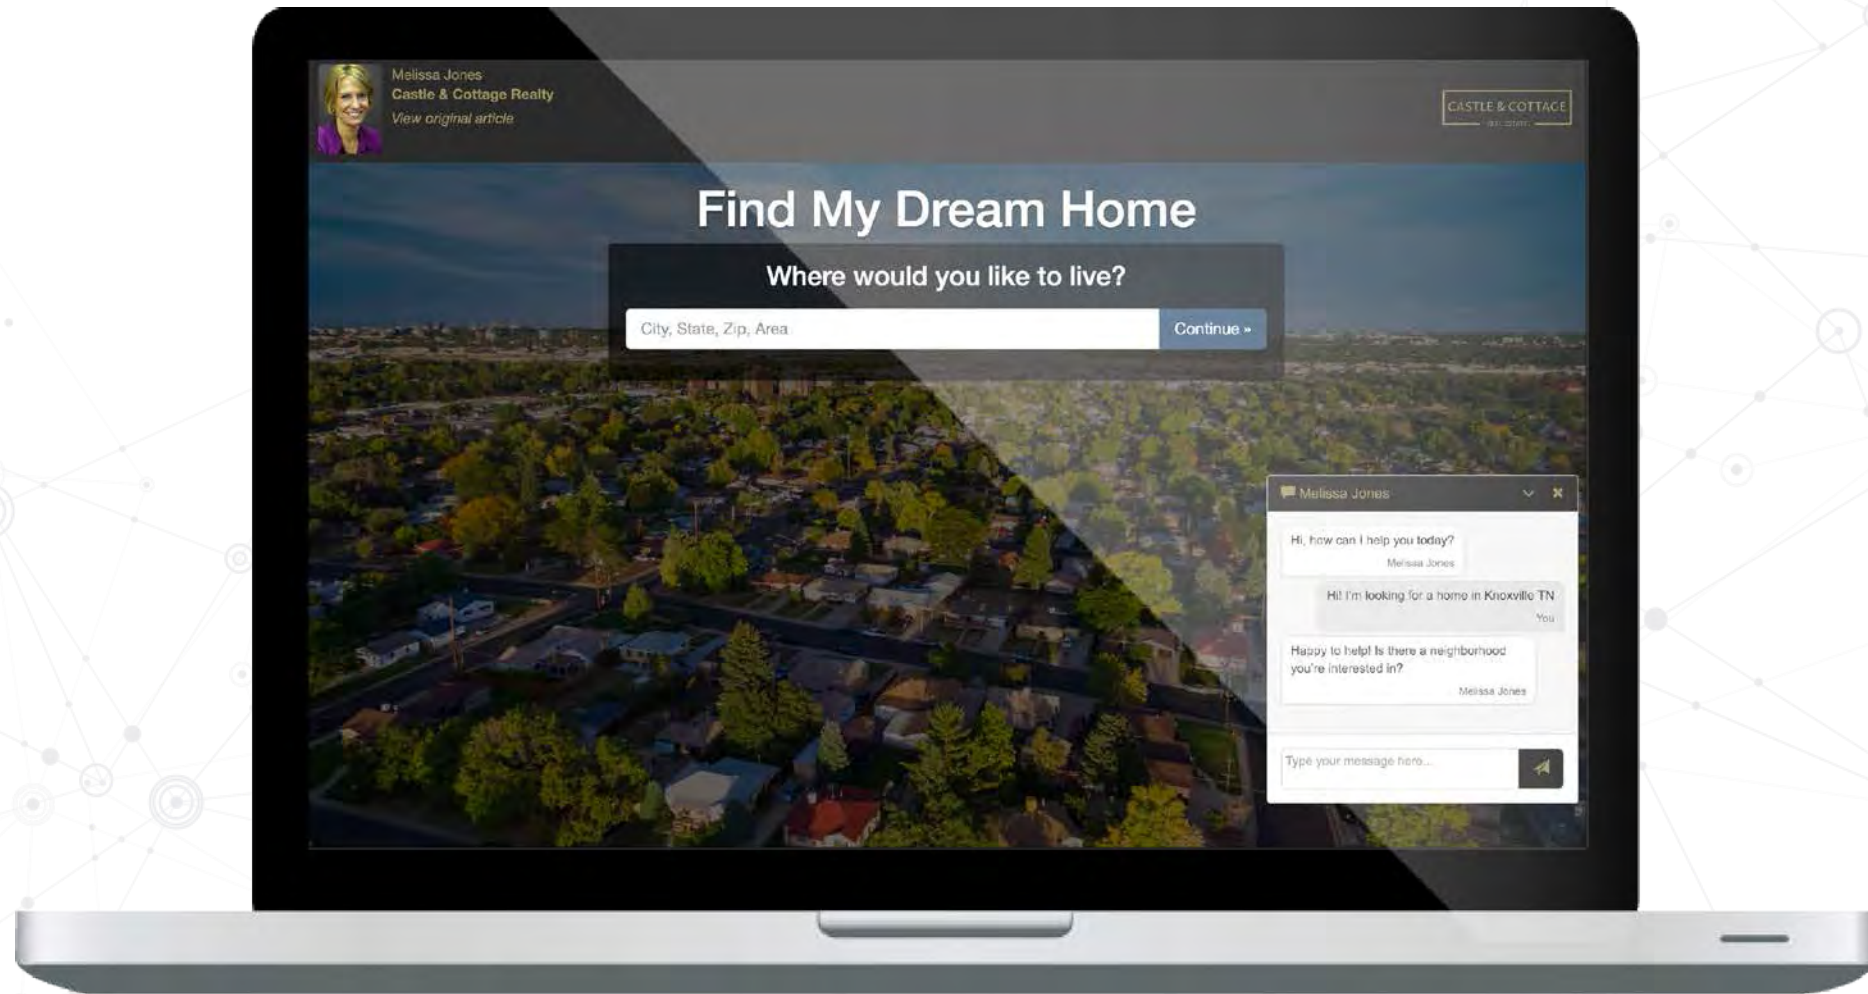 Melissa Jones
Castle & Cottage Realty
View original article
CASTLE & COTTAGE
Find My Dream Home
Where would you like to live?
City, State, Zip, Area
Continue »
Melissa Jones
Hi, how can I help you today?
Melissa Jones
Hi! I'm looking for a home in Knoxville TN
You
Happy to help! Is there a neighborhood
you're interested in?
Melissa Jones
Type your message here...